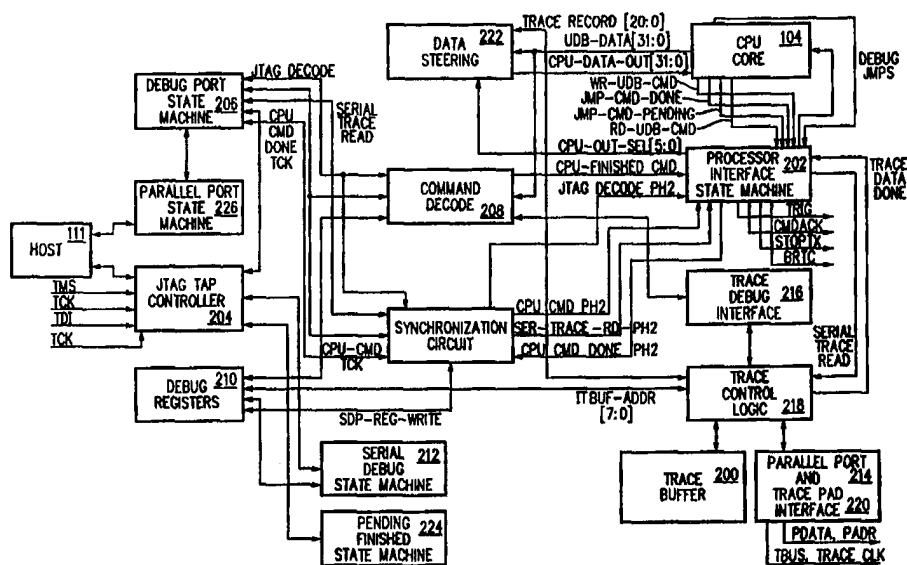 TRACE RECORD [20:0]
222
DATA
STEERING
UDB-DATA[31:0]
CPU-DATA-OUT[31:0]
104
CPU
CORE
DEBUG
JMPS
WR-UDB-CMD
JMP-CMD-DONE
JMP-CMD-PENDING
RD-UDB-CMD
CPU-OUT-SEL[5:0]
JTAG DECODE
DEBUG PORT
206 STATE
MACHINE
CPU
CMD
DONE
TCK
SERIAL
TRACE
READ
CPU-FINISHED CMD
JTAG DECODE PH2
COMMAND
DECODE 208
PROCESSOR
INTERFACE 202
STATE MACHINE
TRACE
DATA
DONE
TRIG
CMDACK
STOPTX
BRTC
PARALLEL PORT
STATE
226
MACHINE
111
HOST
JTAG TAP
CONTROLLER
204
TMS
TCK
TDI
TCK
SYNCHRONIZATION
CIRCUIT
CPU CMD PH2
SER-TRACE-RD-PH2
CPU CMD DONE PH2
CPU-CMD
TCK
TRACE
DEBUG 216
INTERFACE
SERIAL
TRACE
READ
210
DEBUG
REGISTERS
SDP-REG-WRITE
ITBUF-ADDR
[7:0]
TRACE
CONTROL
LOGIC 218
SERIAL 212
DEBUG
STATE MACHINE
PENDING
FINISHED 224
STATE MACHINE
200
TRACE
BUFFER
PARALLEL PORT 214
AND
TRACE PAD
INTERFACE 220
PDATA, PADR
TBUS, TRACE CLK